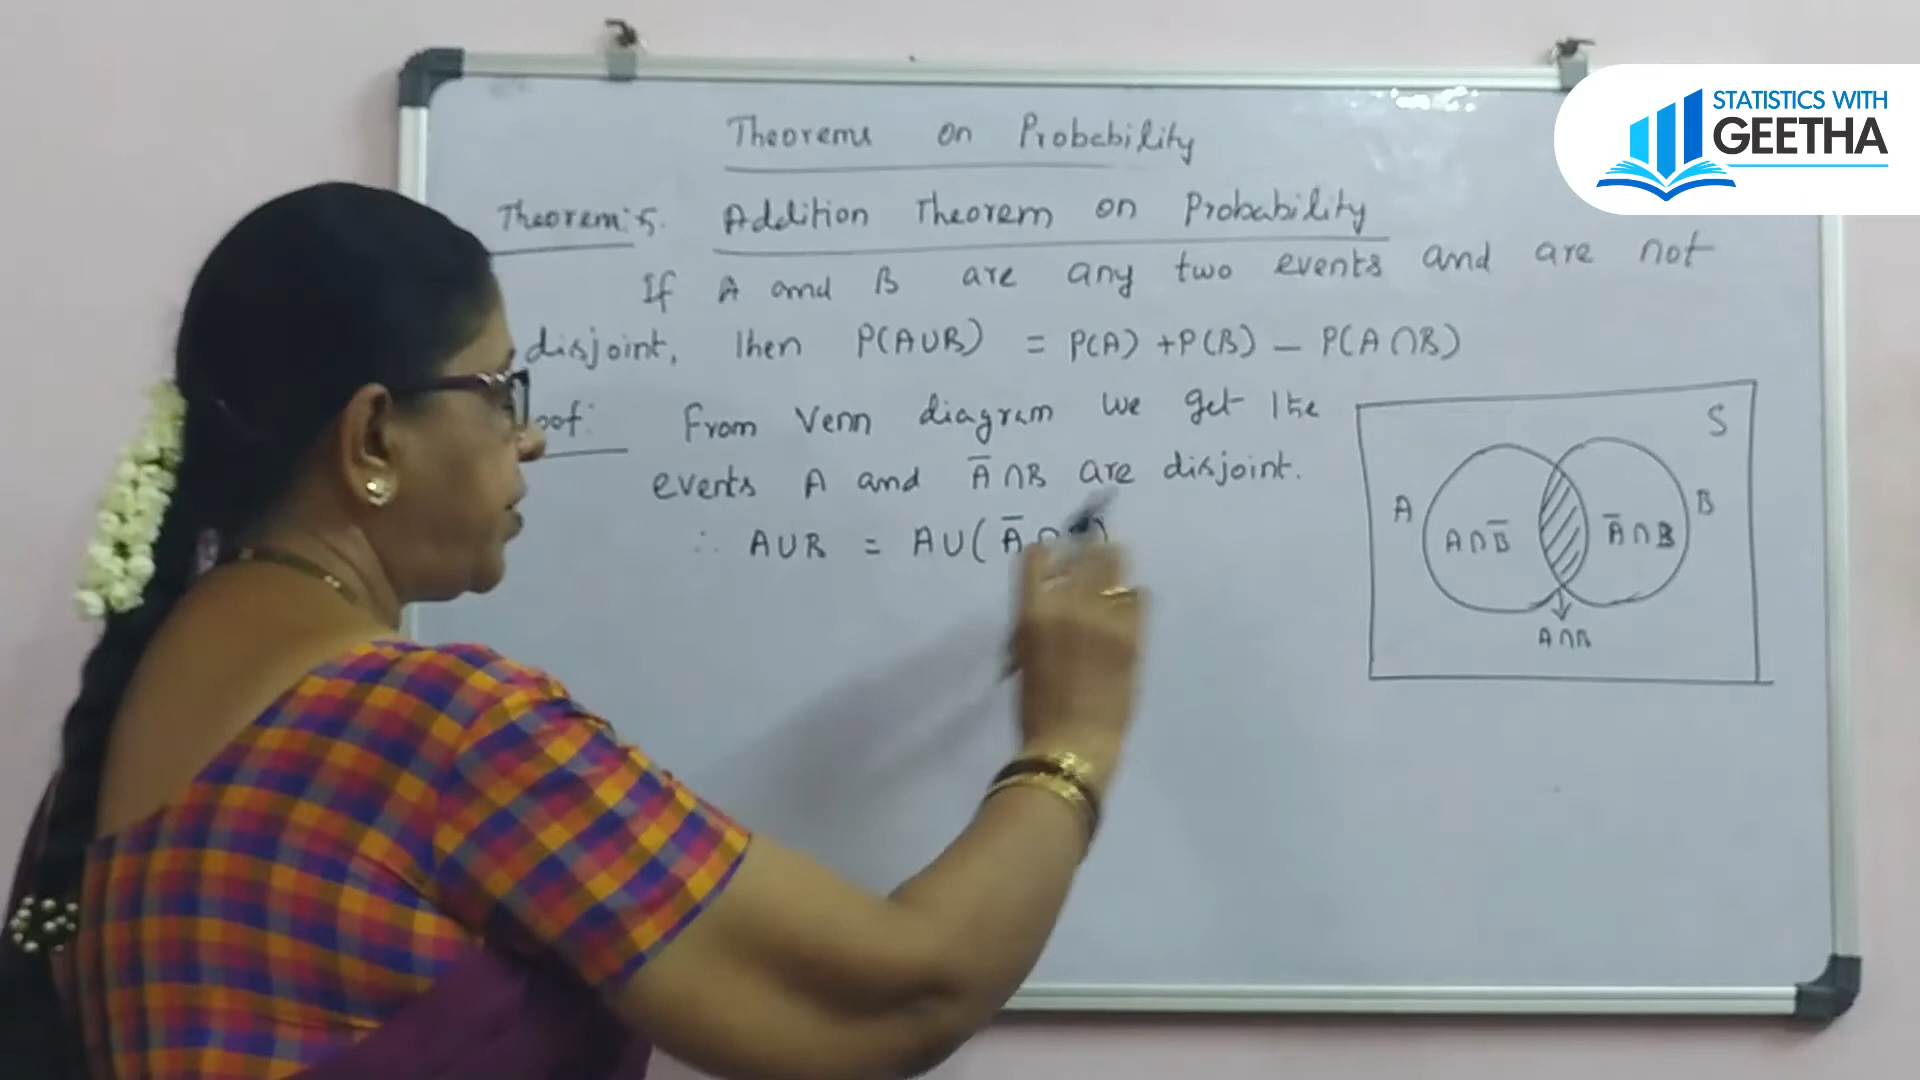 STATISTICS WITH
GEETHA
Theorems on Probability
Theorem:5. Addition Theorem on Probability
If A and B are any two events and are not
disjoint, then P(A∪B) = P(A) + P(B) − P(A∩B)
oof: From Venn diagram we get the
events A and A̅∩B are disjoint.
∴ A∪B = A∪(A̅∩ )
S
A
B
A∩B̅
A̅∩B
A∩B